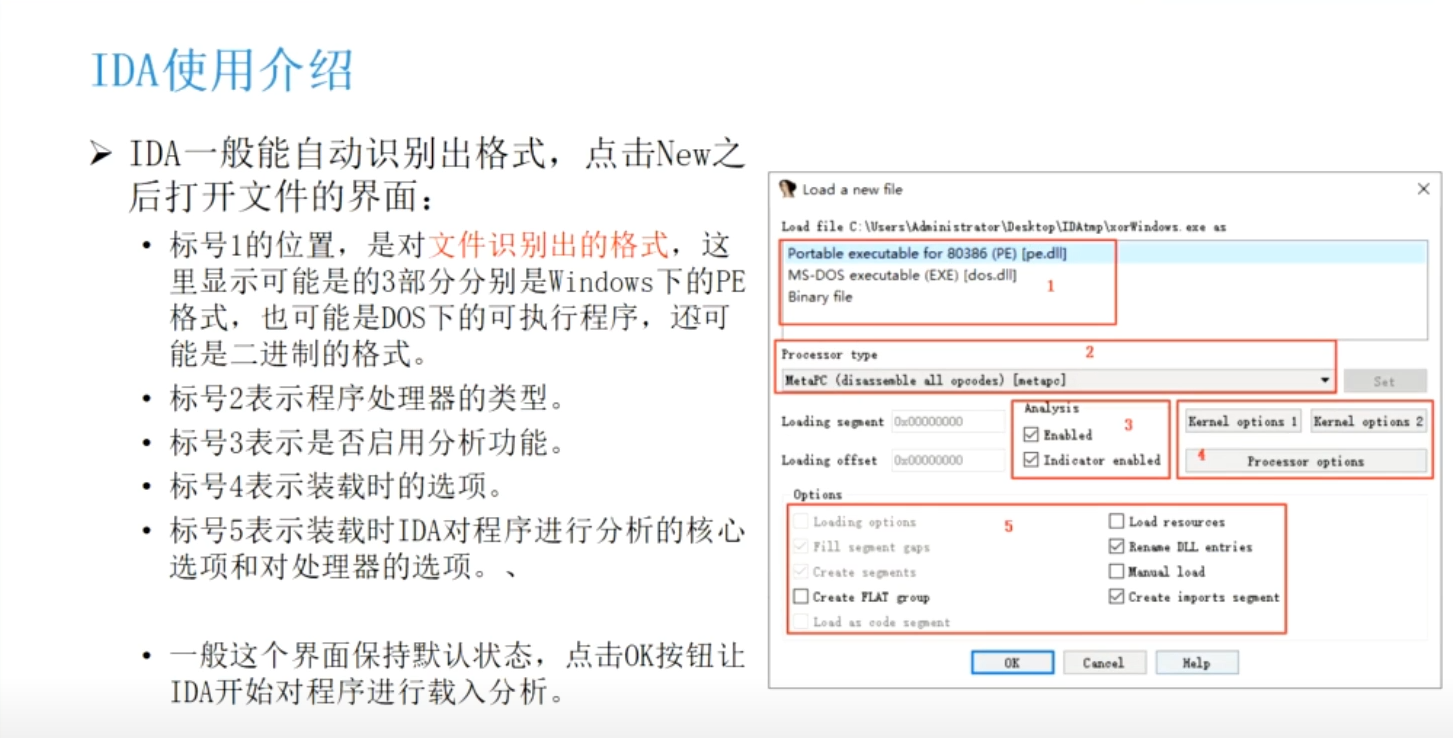 IDA使用介绍
➢ IDA一般能自动识别出格式，点击New之
后打开文件的界面：
• 标号1的位置，是对文件识别出的格式，这
里显示可能是的3部分分别是Windows下的PE
格式，也可能是DOS下的可执行程序，还可
能是二进制的格式。
• 标号2表示程序处理器的类型。
• 标号3表示是否启用分析功能。
• 标号4表示装载时的选项。
• 标号5表示装载时IDA对程序进行分析的核心
选项和对处理器的选项。、
• 一般这个界面保持默认状态，点击OK按钮让
IDA开始对程序进行载入分析。
Load a new file
Load file C:\Users\Administrator\Desktop\IDAtmp\xorWindows.exe as
Portable executable for 80386 (PE) [pe.dll]
MS-DOS executable (EXE) [dos.dll]
1
Binary file
Processor type
2
MetaPC (disassemble all opcodes) [metapc]
Set
Loading segment 0x00000000
Loading offset 0x00000000
Analysis
Enabled
3
Indicator enabled
Kernel options 1 Kernel options 2
4
Processor options
Options
5
Loading options
Fill segment gaps
Create segments
Create FLAT group
Load as code segment
Load resources
Rename DLL entries
Manual load
Create imports segment
OK Cancel Help